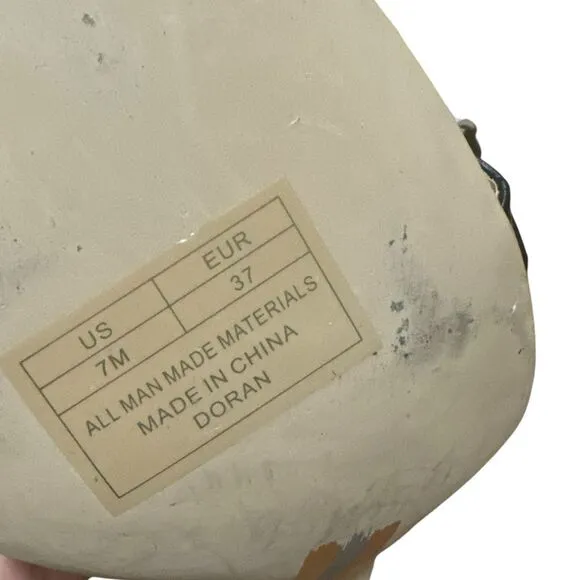 US EUR
7M 37
ALL MAN MADE MATERIALS
MADE IN CHINA
DORAN